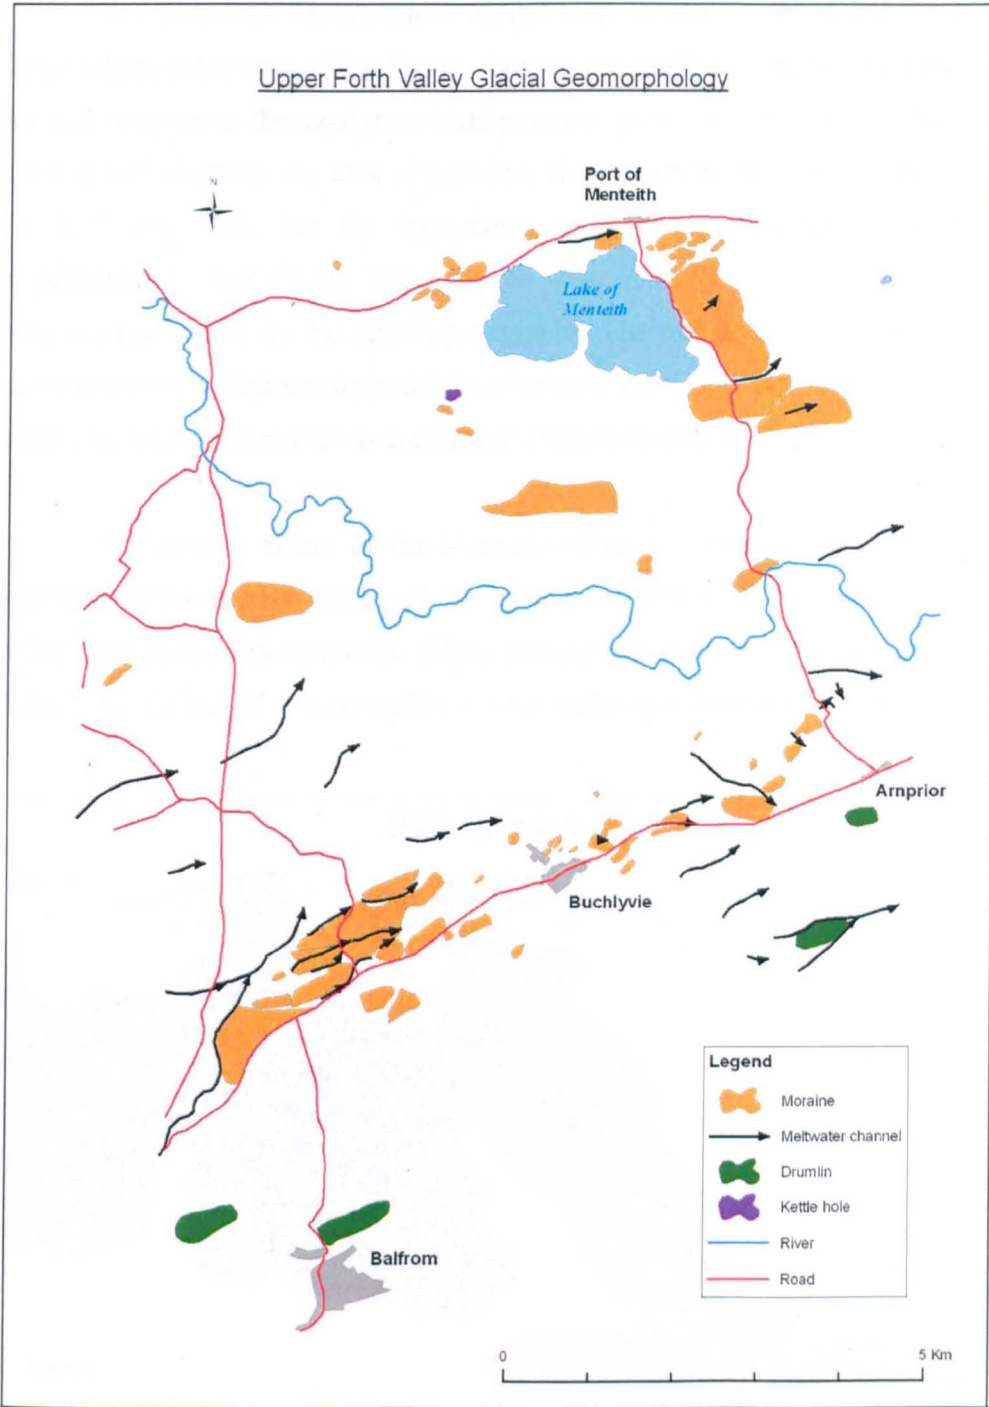 Upper Forth Valley Glacial Geomorphology
N
Port of
Menteith
Lake of
Menteith
Arnprior
Buchlyvie
Balfrom
Legend
Moraine
Meltwater channel
Drumlin
Kettle hole
River
Road
0
5 Km